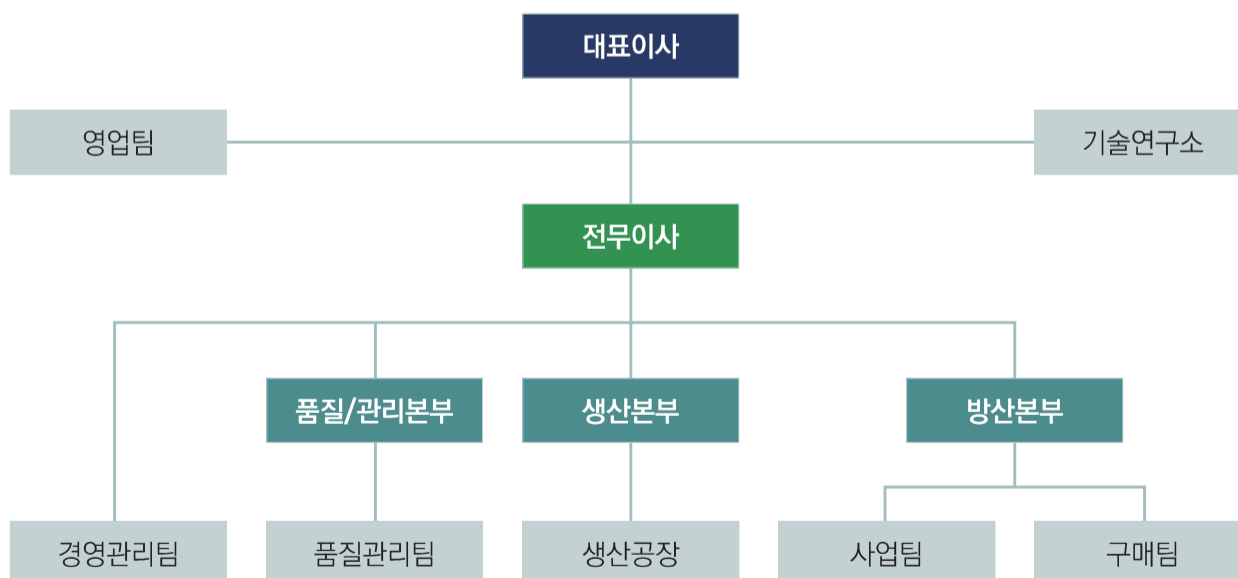 대표이사
영업팀
기술연구소
전무이사
품질/관리본부
생산본부
방산본부
경영관리팀
품질관리팀
생산공장
사업팀
구매팀